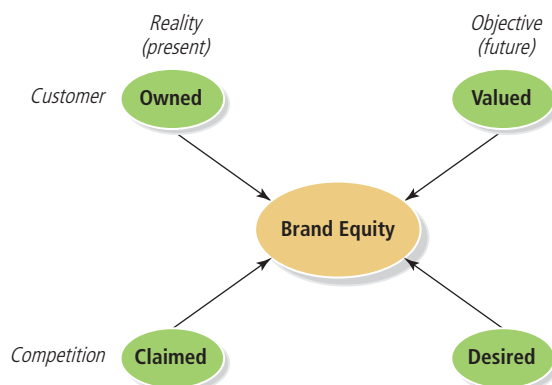 Reality
(present)
Objective
(future)
Customer
Owned
Valued
Brand Equity
Competition
Claimed
Desired